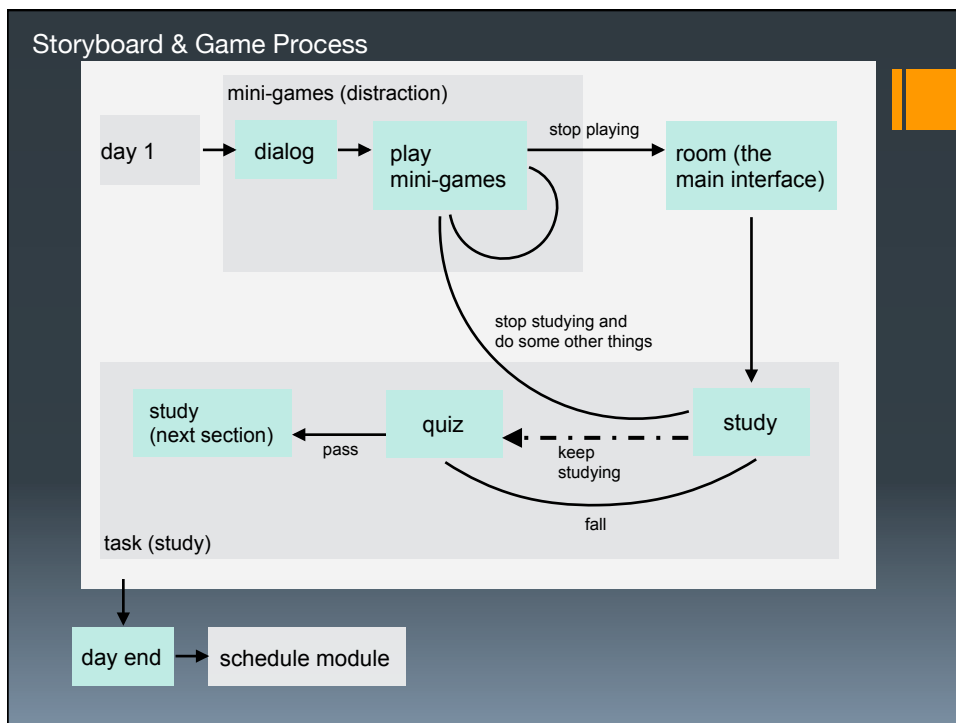 Storyboard & Game Process
mini-games (distraction)
day 1
dialog
play
mini-games
stop playing
room (the
main interface)
stop studying and
do some other things
study
(next section)
pass
quiz
keep
studying
study
fall
task (study)
day end
schedule module